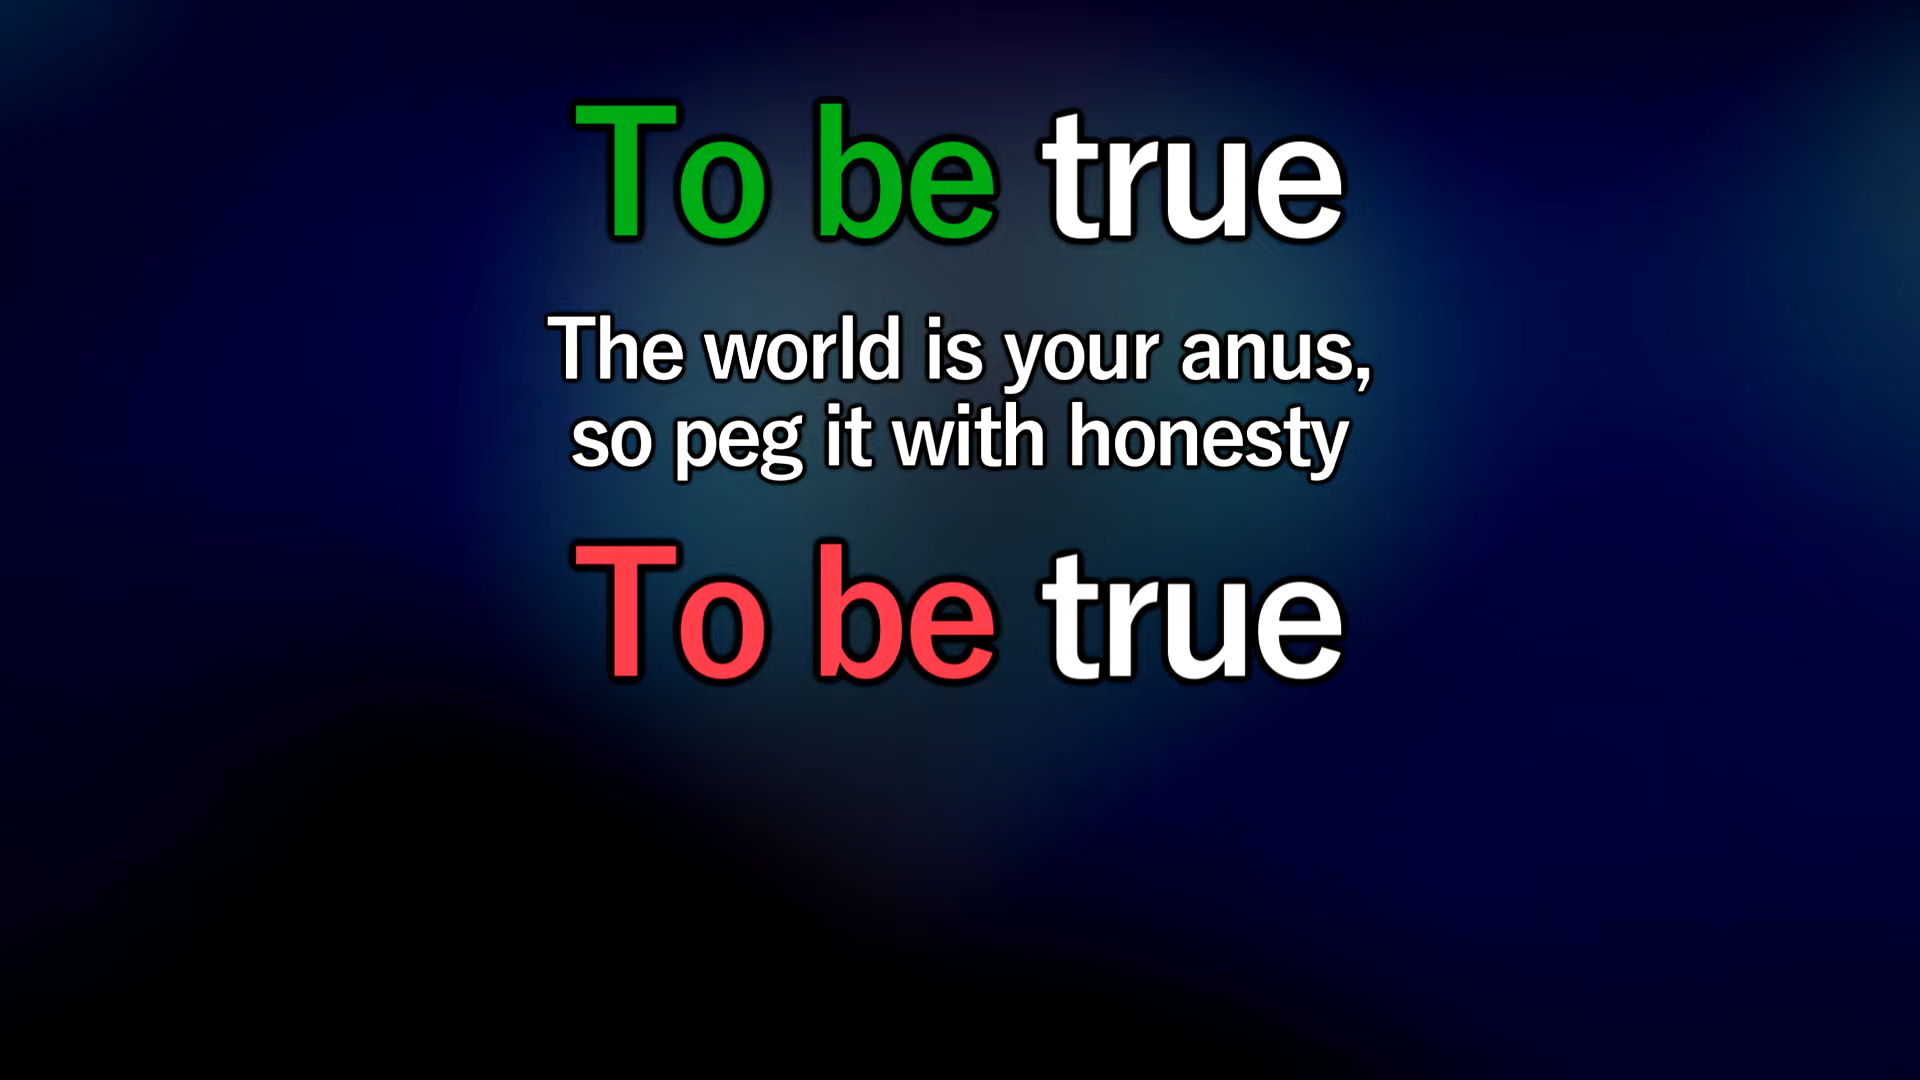 To be true
The world is your anus,
so peg it with honesty
To be true